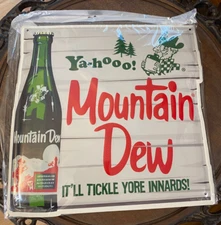 Ya-hooo!
Mountain
Dew
IT'LL TICKLE YORE INNARDS!
Mountain Dew